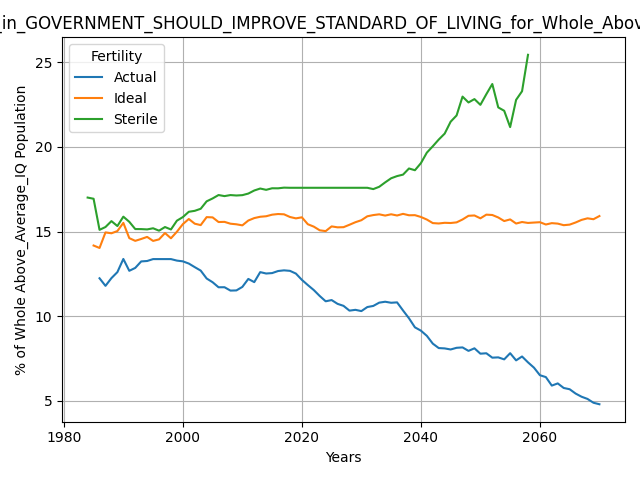 _in_GOVERNMENT_SHOULD_IMPROVE_STANDARD_OF_LIVING_for_Whole_Abov
Fertility
Actual
Ideal
Sterile
% of Whole Above_Average_IQ Population
25
20
15
10
5
1980
2000
2020
2040
2060
Years